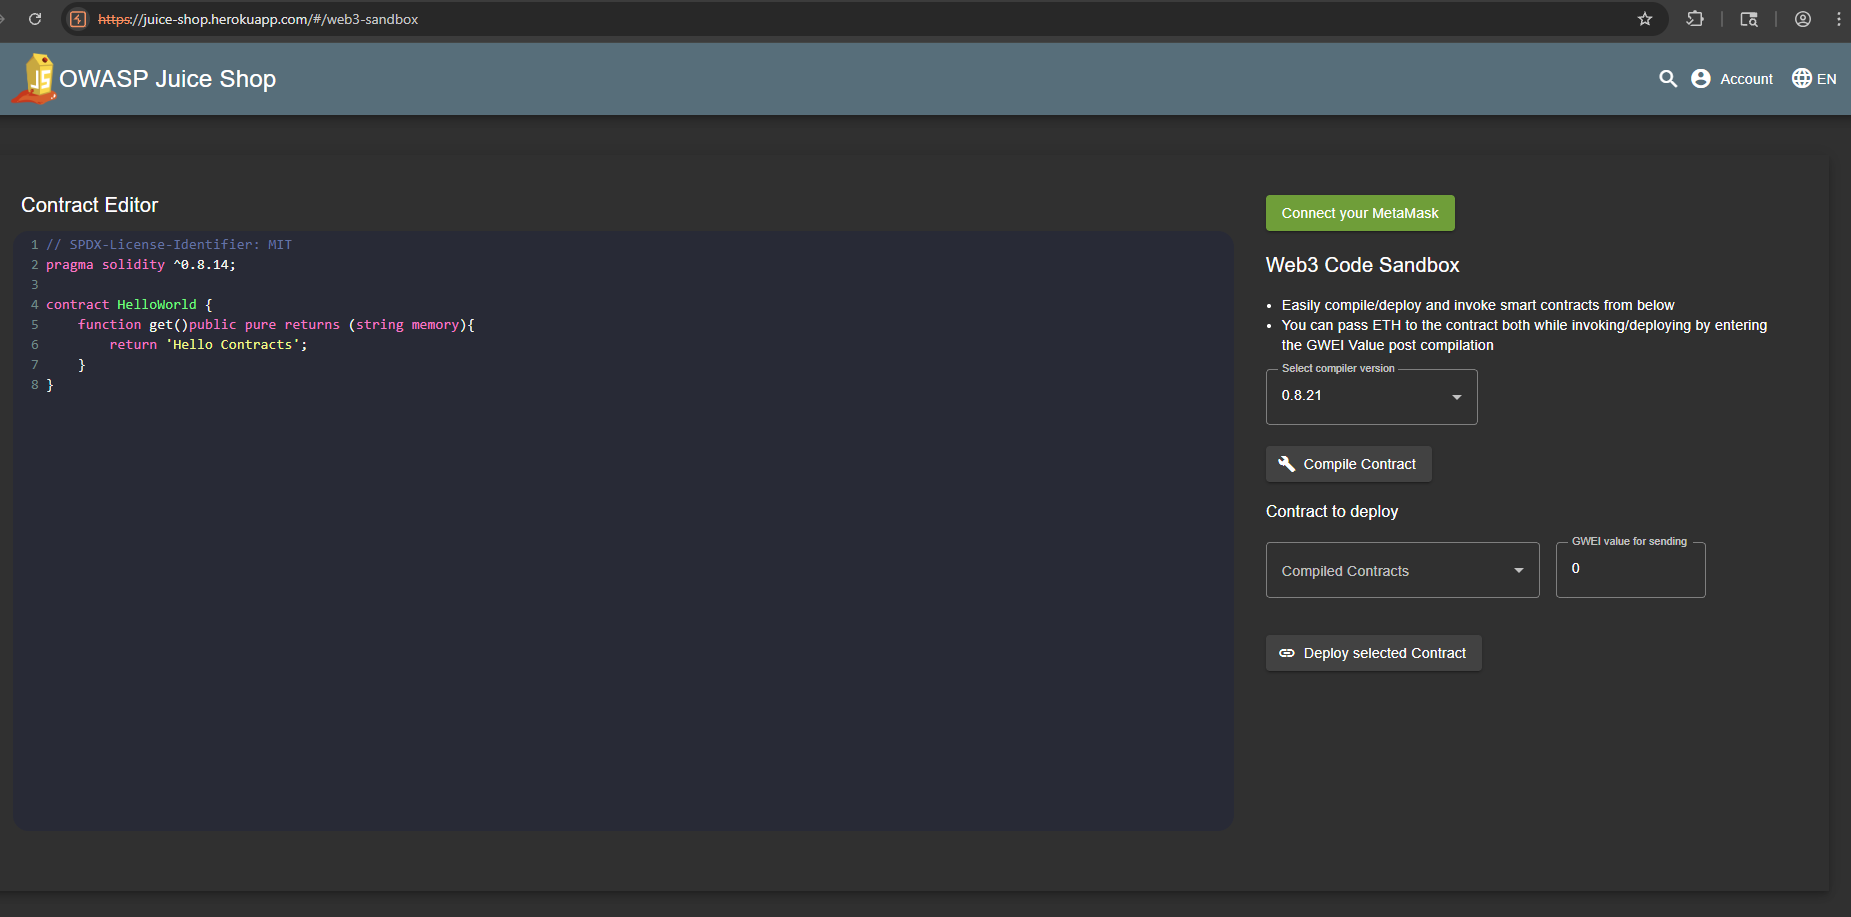 https://juice-shop.herokuapp.com/#/web3-sandbox
OWASP Juice Shop
Account
EN
Contract Editor
1 // SPDX-License-Identifier: MIT
2 pragma solidity ^0.8.14;
3
4 contract HelloWorld {
5     function get()public pure returns (string memory){
6         return 'Hello Contracts';
7     }
8 }
Connect your MetaMask
Web3 Code Sandbox
• Easily compile/deploy and invoke smart contracts from below
• You can pass ETH to the contract both while invoking/deploying by entering
the GWEI Value post compilation
Select compiler version
0.8.21
Compile Contract
Contract to deploy
Compiled Contracts
GWEI value for sending
0
Deploy selected Contract